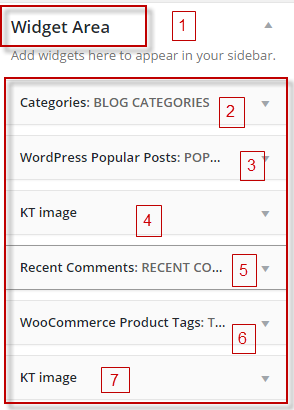 Widget Area
1
Add widgets here to appear in your sidebar.
Categories: BLOG CATEGORIES
2
WordPress Popular Posts: POP...
3
KT image
4
Recent Comments: RECENT CO...
5
WooCommerce Product Tags: T...
6
KT image
7